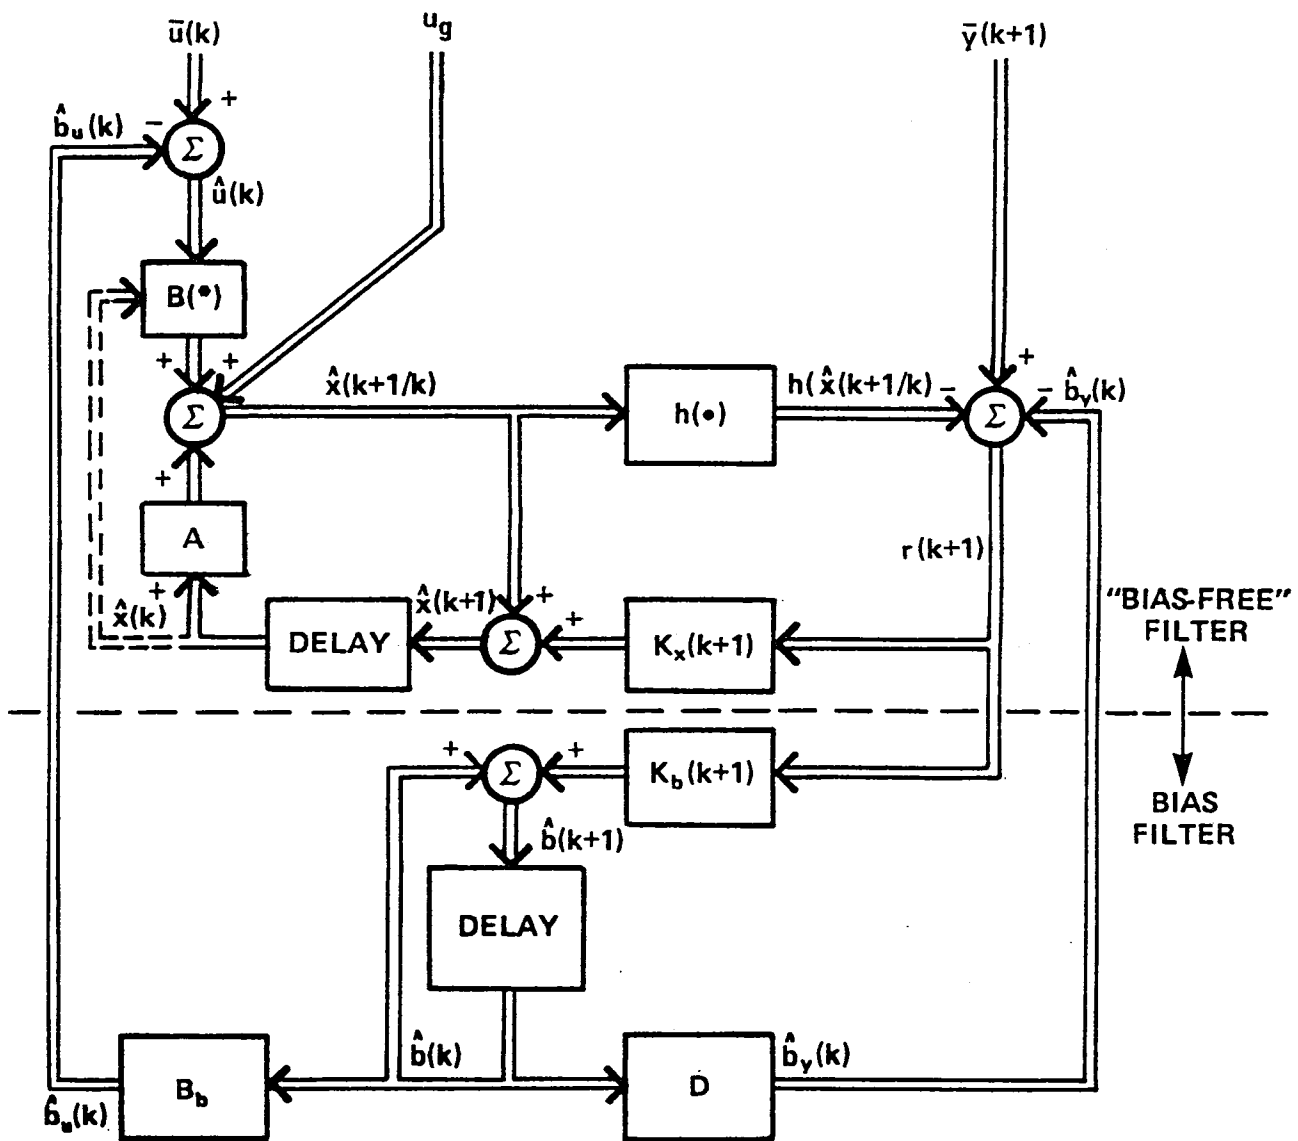 ū(k)
u_g
ȳ(k+1)
+
b̂_u(k)
−
Σ
û(k)
B(*)
+
+
+
x̂(k+1/k)
h(x̂(k+1/k)
−
−
b̂_y(k)
Σ
h(•)
Σ
+
A
r(k+1)
+
x̂(k)
x̂(k+1)
+
+
"BIAS-FREE"
FILTER
DELAY
Σ
K_x(k+1)
+
+
Σ
K_b(k+1)
BIAS
FILTER
b̂(k+1)
DELAY
b̂(k)
b̂_y(k)
B_b
D
b̂_u(k)